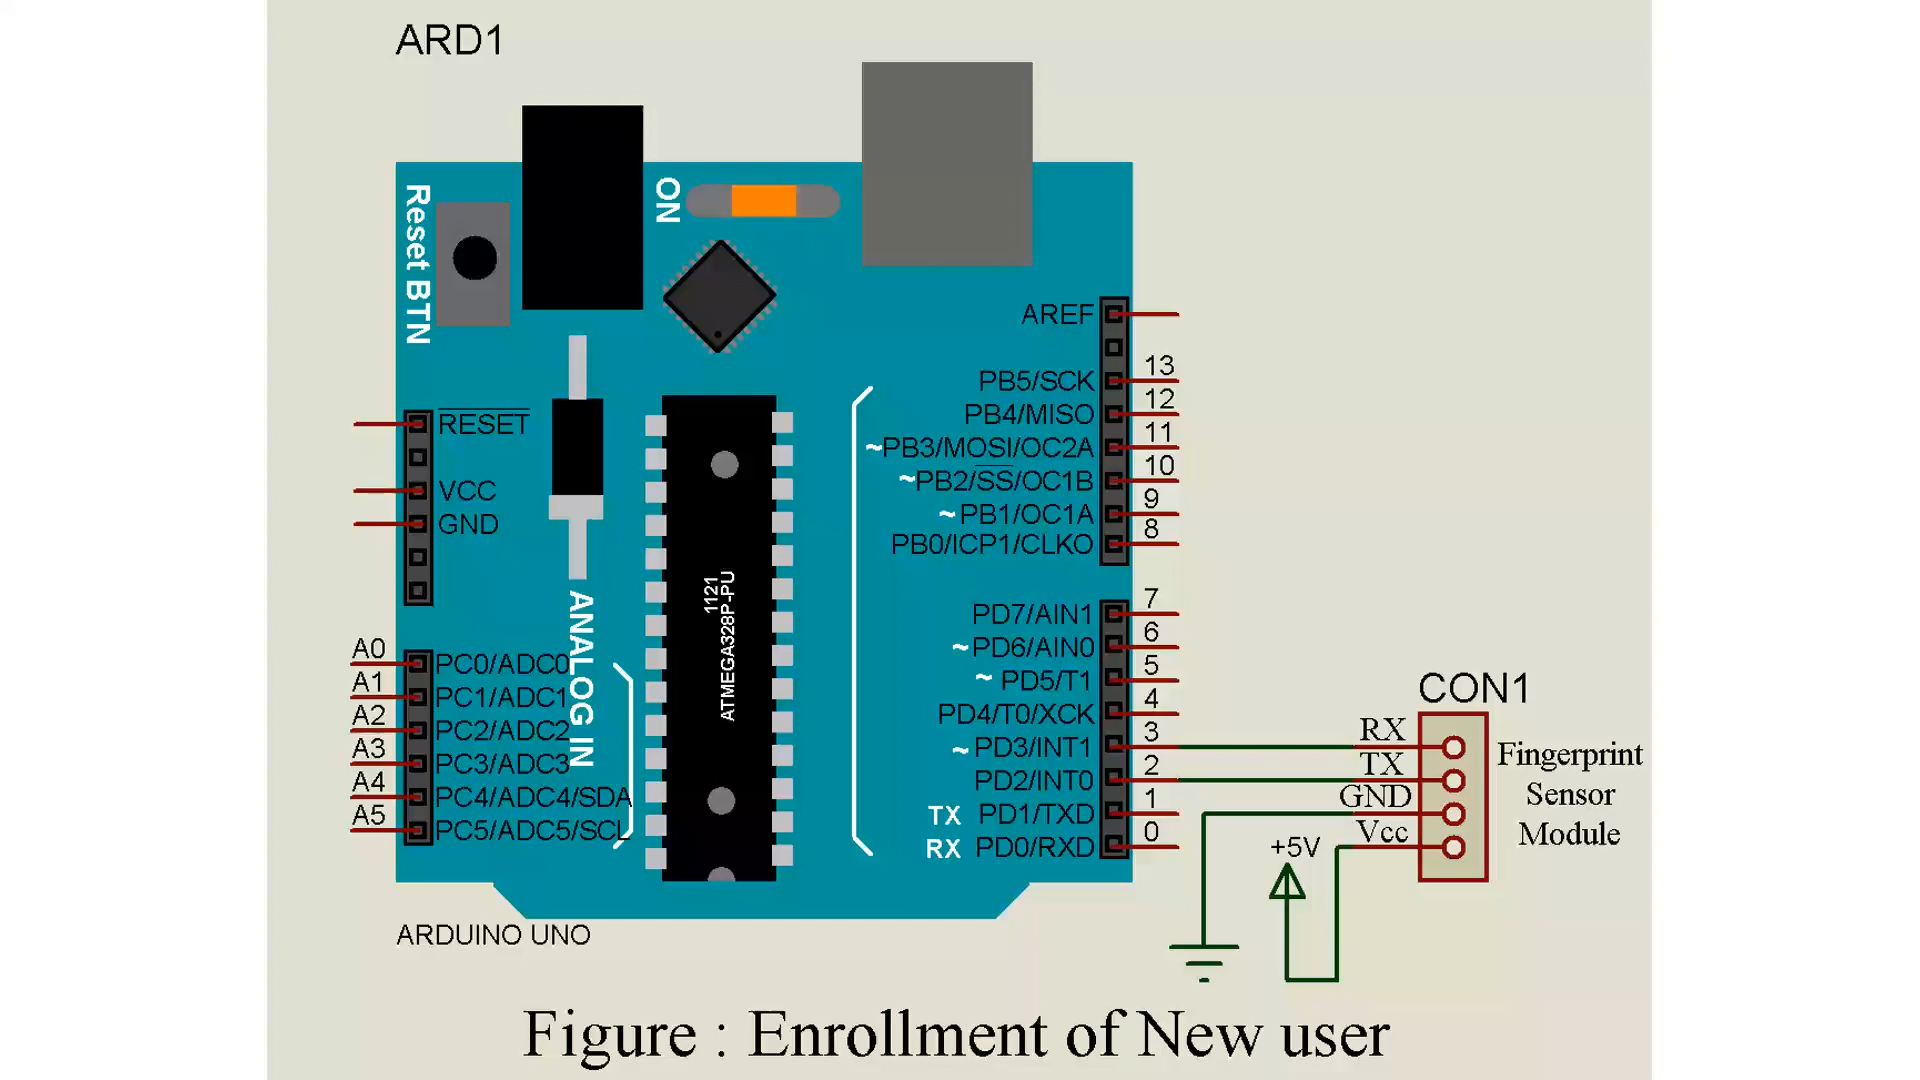 ARD1
Reset BTN
ON
AREF
13
PB5/SCK
12
PB4/MISO
11
~PB3/MOSI/OC2A
10
~PB2/SS/OC1B
9
~PB1/OC1A
8
PB0/ICP1/CLKO
RESET
VCC
GND
1121
ATMEGA328P-PU
ANALOG IN
7
PD7/AIN1
6
~PD6/AIN0
5
~PD5/T1
4
PD4/T0/XCK
3
~PD3/INT1
2
PD2/INT0
1
TX PD1/TXD
0
RX PD0/RXD
A0
PC0/ADC0
A1
PC1/ADC1
A2
PC2/ADC2
A3
PC3/ADC3
A4
PC4/ADC4/SDA
A5
PC5/ADC5/SCL
CON1
RX
TX
GND
Vcc
+5V
Fingerprint
Sensor
Module
ARDUINO UNO
Figure : Enrollment of New user